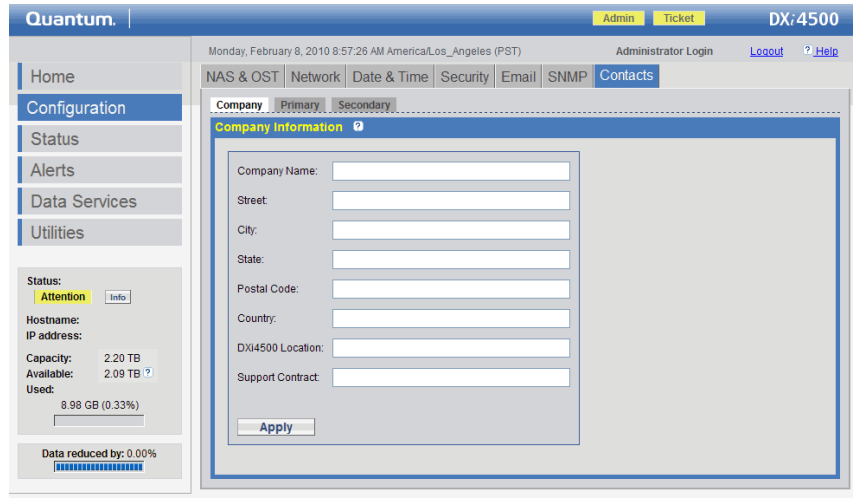 Quantum.
Admin Ticket DXi4500
Monday, February 8, 2010 8:57:26 AM America/Los_Angeles (PST) Administrator Login Logout ? Help
Home
Configuration
Status
Alerts
Data Services
Utilities
NAS & OST Network Date & Time Security Email SNMP Contacts
Company Primary Secondary
Company Information ?
Company Name:
Street:
City:
State:
Postal Code:
Country:
DXi4500 Location:
Support Contract:
Apply
Status:
Attention Info
Hostname:
IP address:
Capacity: 2.20 TB
Available: 2.09 TB ?
Used:
8.98 GB (0.33%)
Data reduced by: 0.00%